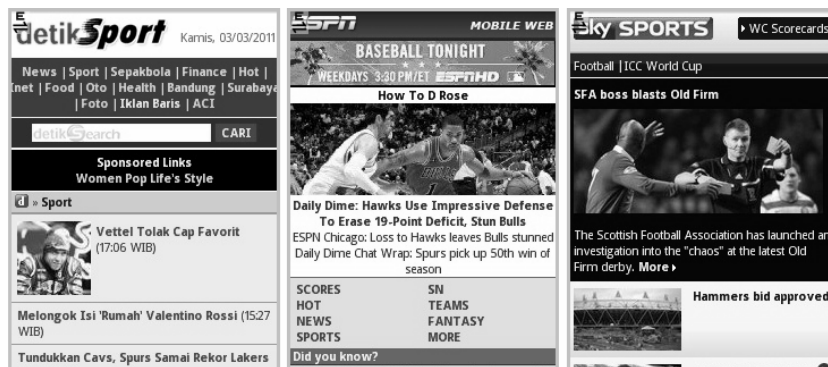 detikSport
Kamis, 03/03/2011
News | Sport | Sepakbola | Finance | Hot |
inet | Food | Oto | Health | Bandung | Surabaya
| Foto | Iklan Baris | ACI
detikSearch
CARI
Sponsored Links
Women Pop Life's Style
d » Sport
Vettel Tolak Cap Favorit
(17:06 WIB)
Melongok Isi 'Rumah' Valentino Rossi (15:27
WIB)
Tundukkan Cavs, Spurs Samai Rekor Lakers
ESPN
MOBILE WEB
BASEBALL TONIGHT
WEEKDAYS 3:30 PM/ET ESPNHD
How To D Rose
BULLS
1
Daily Dime: Hawks Use Impressive Defense
To Erase 19-Point Deficit, Stun Bulls
ESPN Chicago: Loss to Hawks leaves Bulls stunned
Daily Dime Chat Wrap: Spurs pick up 50th win of
season
SCORES SN
HOT TEAMS
NEWS FANTASY
SPORTS MORE
Did you know?
sky SPORTS
WC Scorecards
Football | ICC World Cup
SFA boss blasts Old Firm
The Scottish Football Association has launched an
investigation into the "chaos" at the latest Old
Firm derby. More
Hammers bid approved